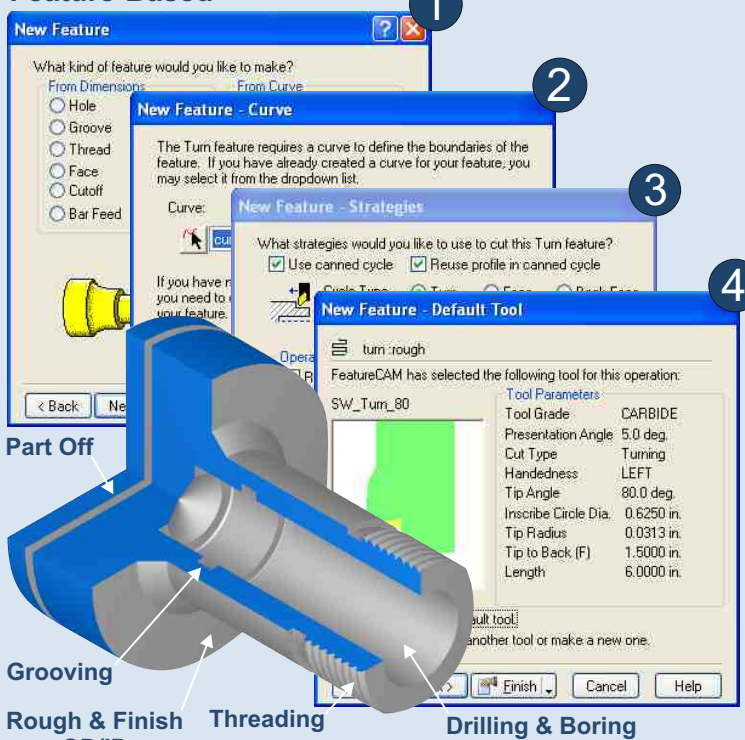 Feature-Based
1
New Feature
What kind of feature would you like to make?
From Dimensions
From Curve
Hole
Groove
Thread
Face
Cutoff
Bar Feed
< Back
2
New Feature - Curve
The Turn feature requires a curve to define the boundaries of the
feature. If you have already created a curve for your feature, you
may select it from the dropdown list.
Curve:
If you have
you need to
your feature.
3
New Feature - Strategies
What strategies would you like to use to cut this Turn feature?
Use canned cycle
Reuse profile in canned cycle
Cycle Type
Turn
Face
Back Face
4
New Feature - Default Tool
turn :rough
FeatureCAM has selected the following tool for this operation:
SW_Turn_80
Tool Parameters
Tool Grade CARBIDE
Presentation Angle 5.0 deg.
Cut Type Turning
Handedness LEFT
Tip Angle 80.0 deg.
Inscribe Circle Dia. 0.6250 in.
Tip Radius 0.0313 in.
Tip to Back (F) 1.5000 in.
Length 6.0000 in.
tool.
another tool or make a new one.
Finish
Cancel
Help
Part Off
Grooving
Rough & Finish
Threading
Drilling & Boring